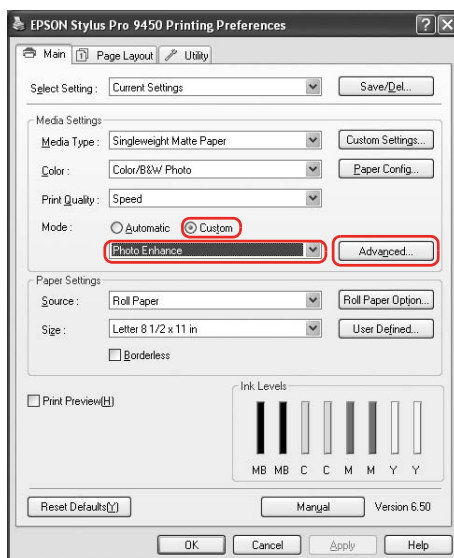 EPSON Stylus Pro 9450 Printing Preferences
Main Page Layout Utility
Select Setting : Current Settings Save/Del...
Media Settings
Media Type : Singleweight Matte Paper Custom Settings...
Color : Color/B&W Photo Paper Config...
Print Quality : Speed
Mode : Automatic Custom
Photo Enhance Advanced...
Paper Settings
Source : Roll Paper Roll Paper Option...
Size : Letter 8 1/2 x 11 in User Defined...
Borderless
Print Preview(H) Ink Levels
MB MB C C M M Y Y
Reset Defaults(Y) Manual Version 6.50
OK Cancel Apply Help